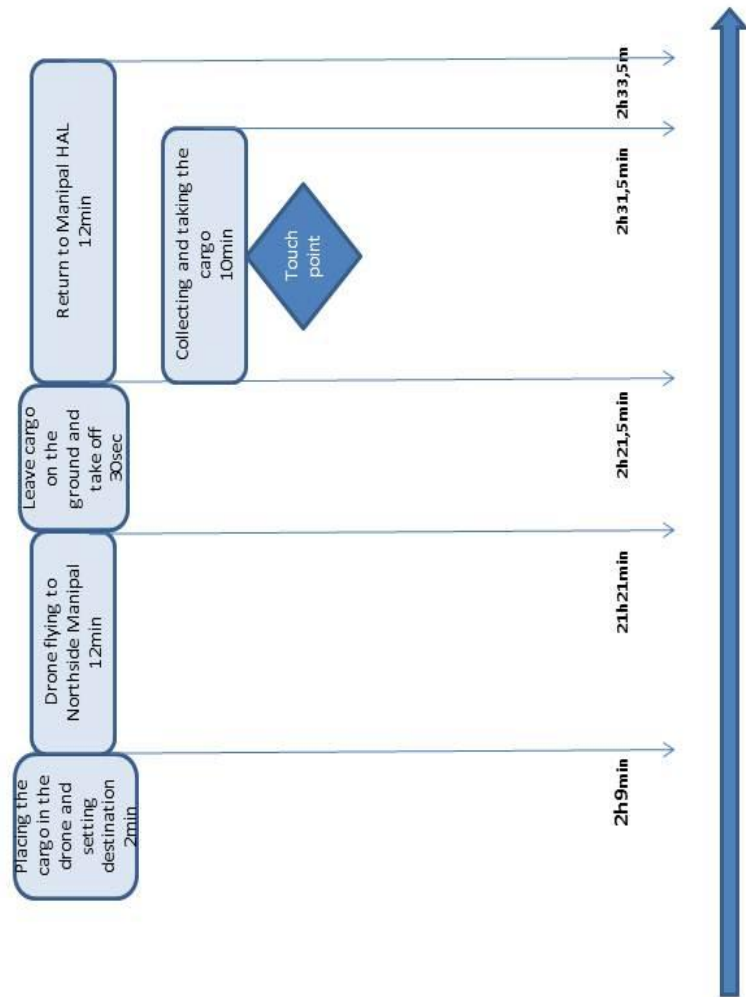 Placing the
cargo in the
drone and
setting
destination
2min
Drone flying to
Northside Manipal
12min
Leave cargo
on the
ground and
take off
30sec
Return to Manipal HAL
12min
Collecting and taking the
cargo
10min
Touch
point
2h9min
21h21min
2h21,5min
2h31,5min
2h33,5m